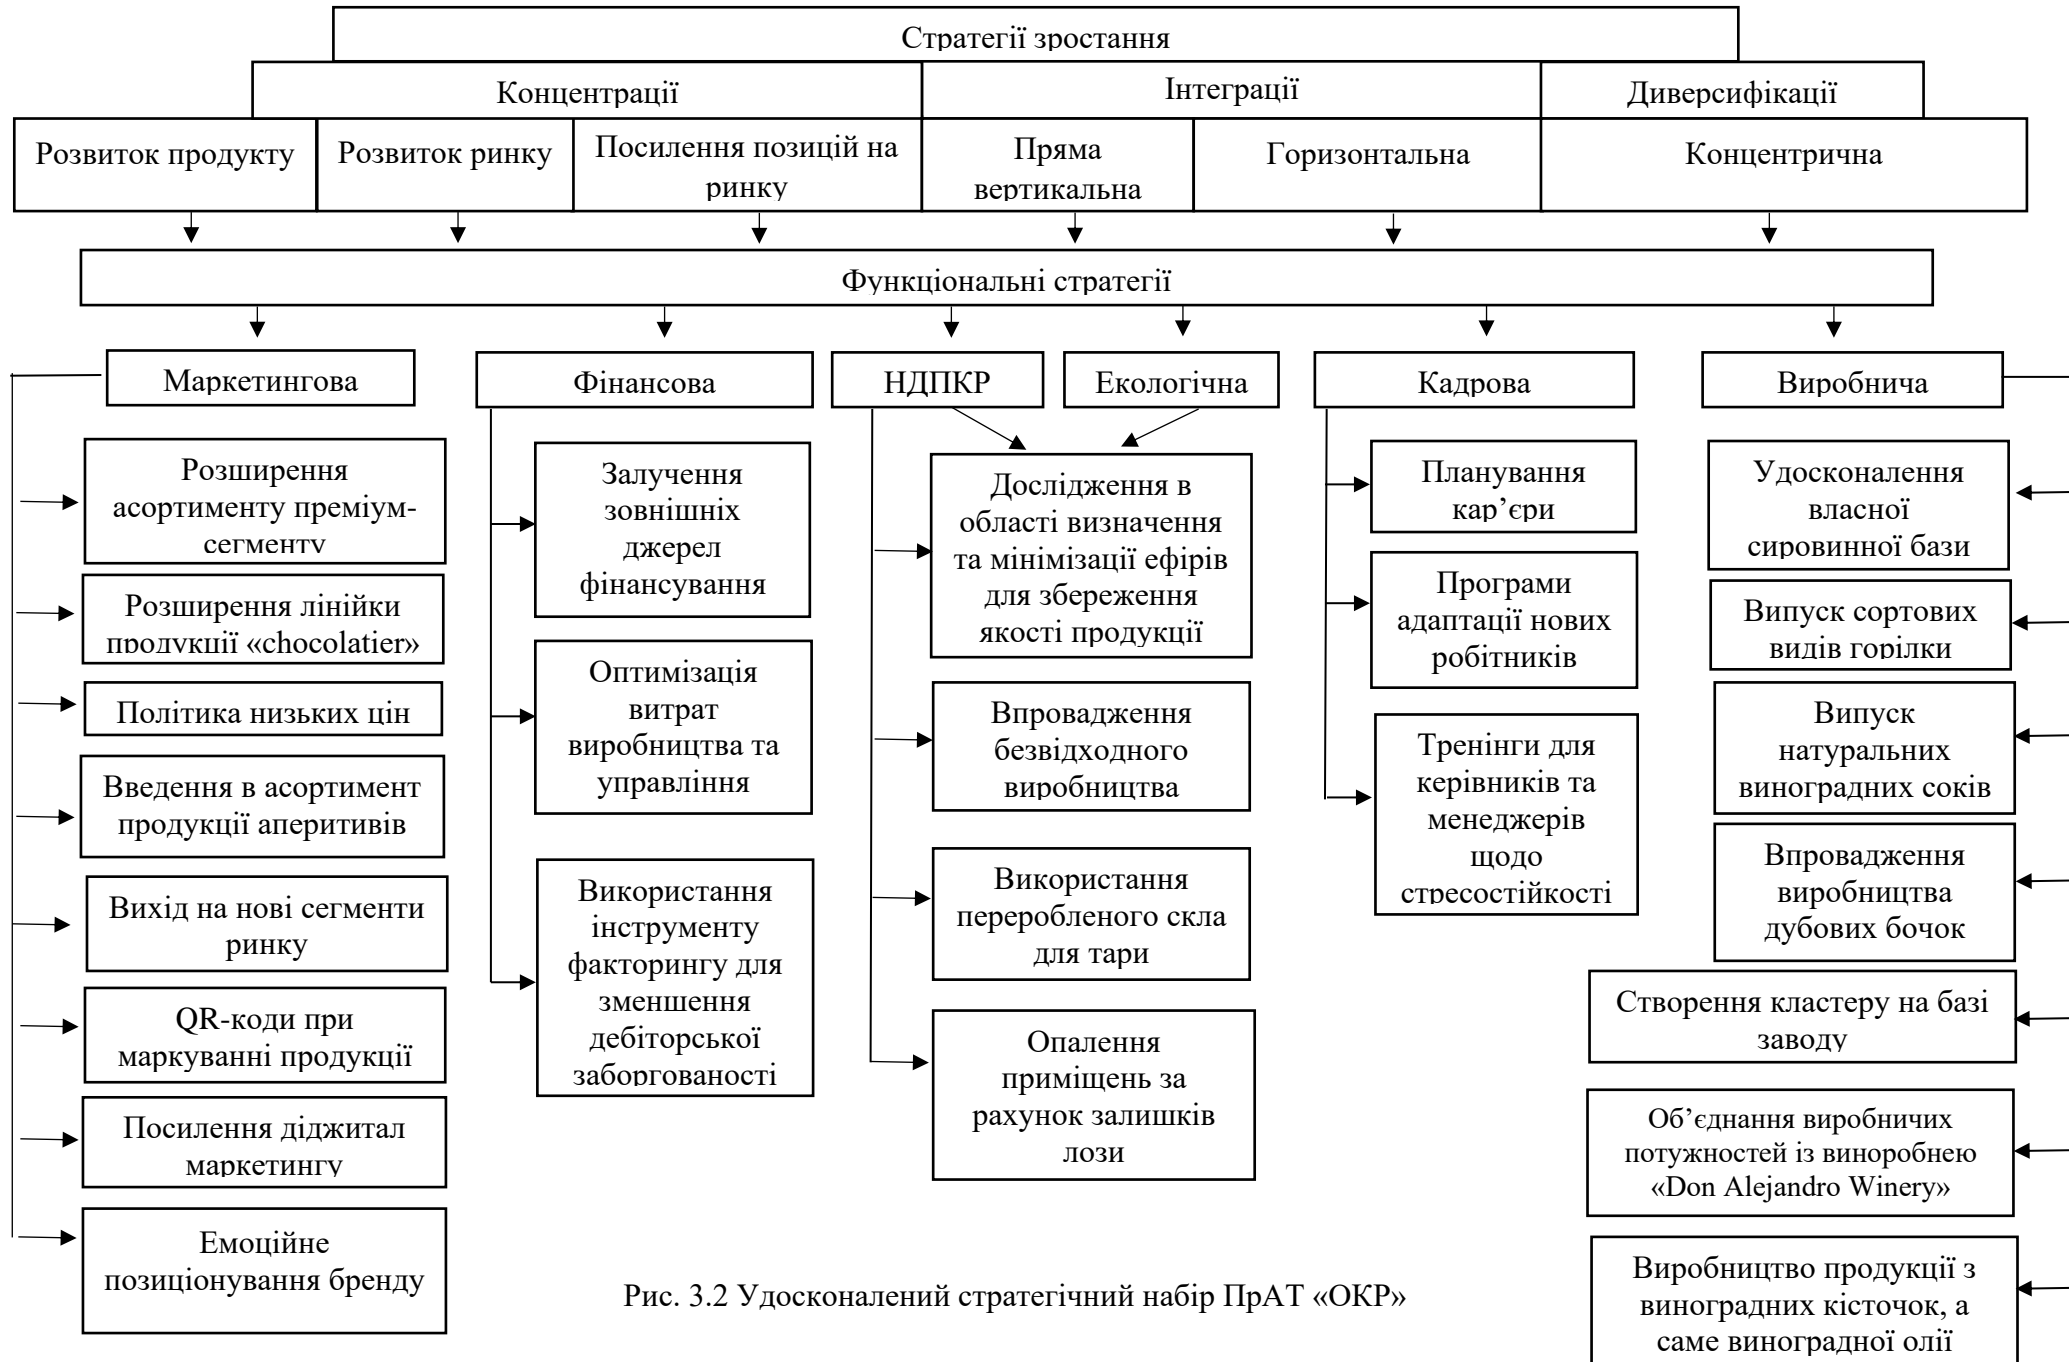 Стратегії зростання
Концентрації
Інтеграції
Диверсифікації
Розвиток продукту
Розвиток ринку
Посилення позицій на
ринку
Пряма
вертикальна
Горизонтальна
Концентрична
Функціональні стратегії
Маркетингова
Фінансова
НДПКР
Екологічна
Кадрова
Виробнича
Розширення
асортименту преміум-
сегменту
Розширення лінійки
продукції «chocolatier»
Політика низьких цін
Введення в асортимент
продукції аперитивів
Вихід на нові сегменти
ринку
QR-коди при
маркуванні продукції
Посилення діджитал
маркетингу
Емоційне
позиціонування бренду
Залучення
зовнішніх
джерел
фінансування
Оптимізація
витрат
виробництва та
управління
Використання
інструменту
факторингу для
зменшення
дебіторської
заборгованості
Дослідження в
області визначення
та мінімізації ефірів
для збереження
якості продукції
Впровадження
безвідходного
виробництва
Використання
переробленого скла
для тари
Опалення
приміщень за
рахунок залишків
лози
Планування
кар’єри
Програми
адаптації нових
робітників
Тренінги для
керівників та
менеджерів
щодо
стресостійкості
Удосконалення
власної
сировинної бази
Випуск сортових
видів горілки
Випуск
натуральних
виноградних соків
Впровадження
виробництва
дубових бочок
Створення кластеру на базі
заводу
Об’єднання виробничих
потужностей із виноробнею
«Don Alejandro Winery»
Виробництво продукції з
виноградних кісточок, а
саме виноградної олії
Рис. 3.2 Удосконалений стратегічний набір ПрАТ «ОКР»